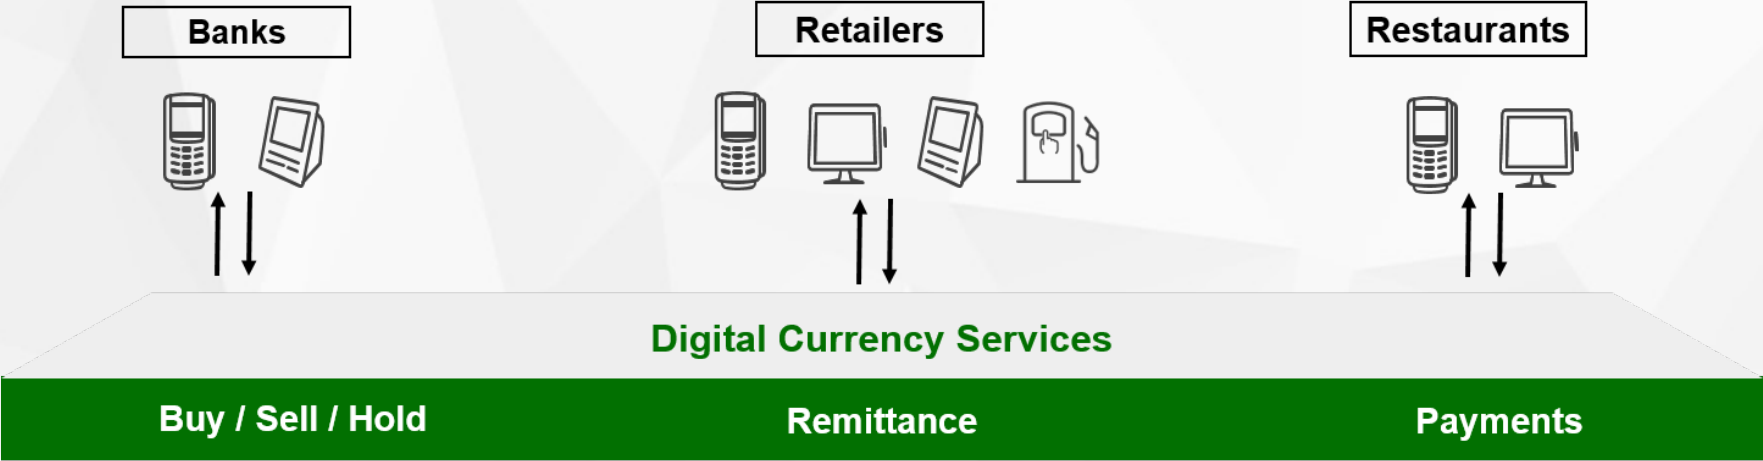 Banks
Retailers
Restaurants
Digital Currency Services
Buy / Sell / Hold
Remittance
Payments